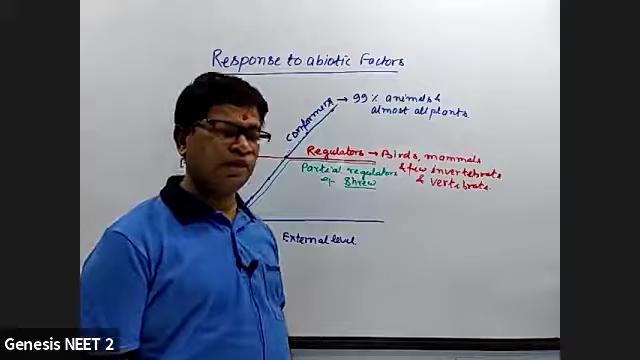 Response to abiotic Factors
Conformers → 99 % animals &
almost all plants
Regulators → Birds, mammals
& few invertebrate
& vertebrate
Partial regulators
Shrew
External level
Genesis NEET 2